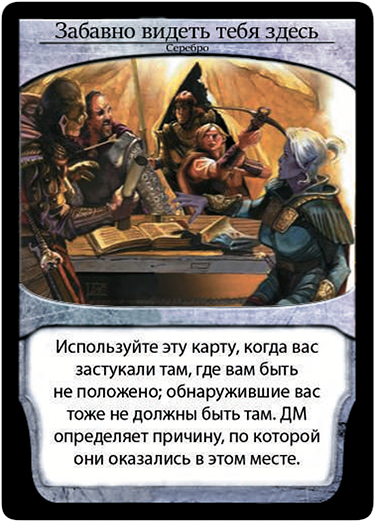 Забавно видеть тебя здесь
Серебро
Используйте эту карту, когда вас
застукали там, где вам быть
не положено; обнаружившие вас
тоже не должны быть там. ДМ
определяет причину, по которой
они оказались в этом месте.